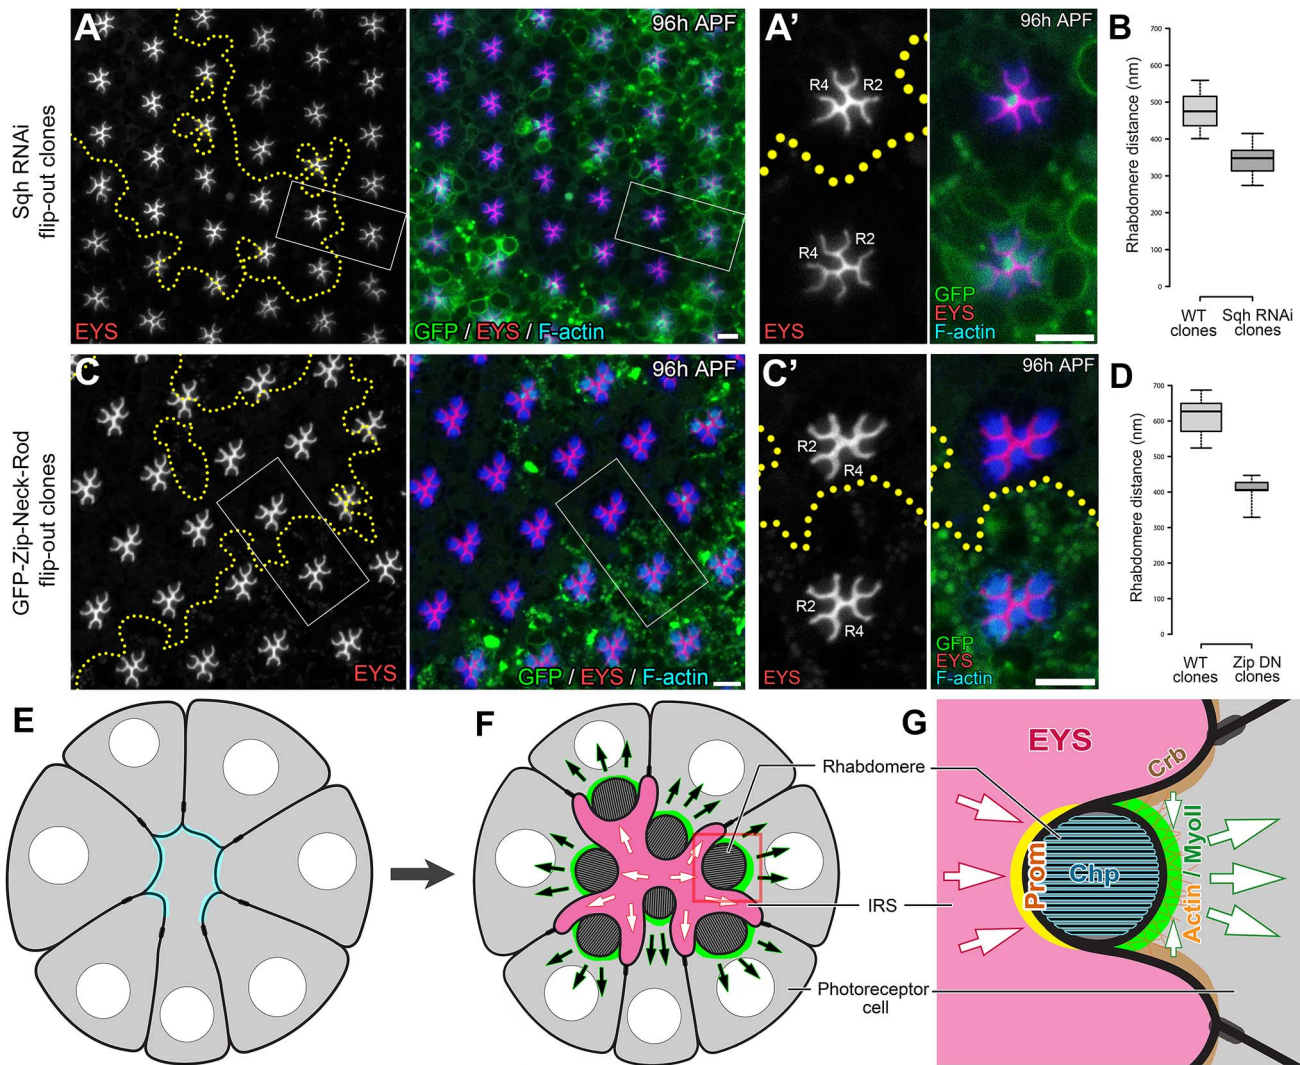 A
Sqh RNAi
flip-out clones
EYS
96h APF
GFP / EYS / F-actin
A'
R4
R2
R4
R2
EYS
96h APF
GFP
EYS
F-actin
B
Rhabdomere distance (nm)
700
600
500
400
300
200
100
0
WT
clones
Sqh RNAi
clones
C
GFP-Zip-Neck-Rod
flip-out clones
EYS
96h APF
GFP / EYS / F-actin
C'
R2
R4
R2
R4
EYS
96h APF
GFP
EYS
F-actin
D
Rhabdomere distance (nm)
700
600
500
400
300
200
100
0
WT
clones
Zip DN
clones
E
F
Rhabdomere
IRS
Photoreceptor
cell
G
EYS
Crb
Prom
Chp
Actin / MyoII